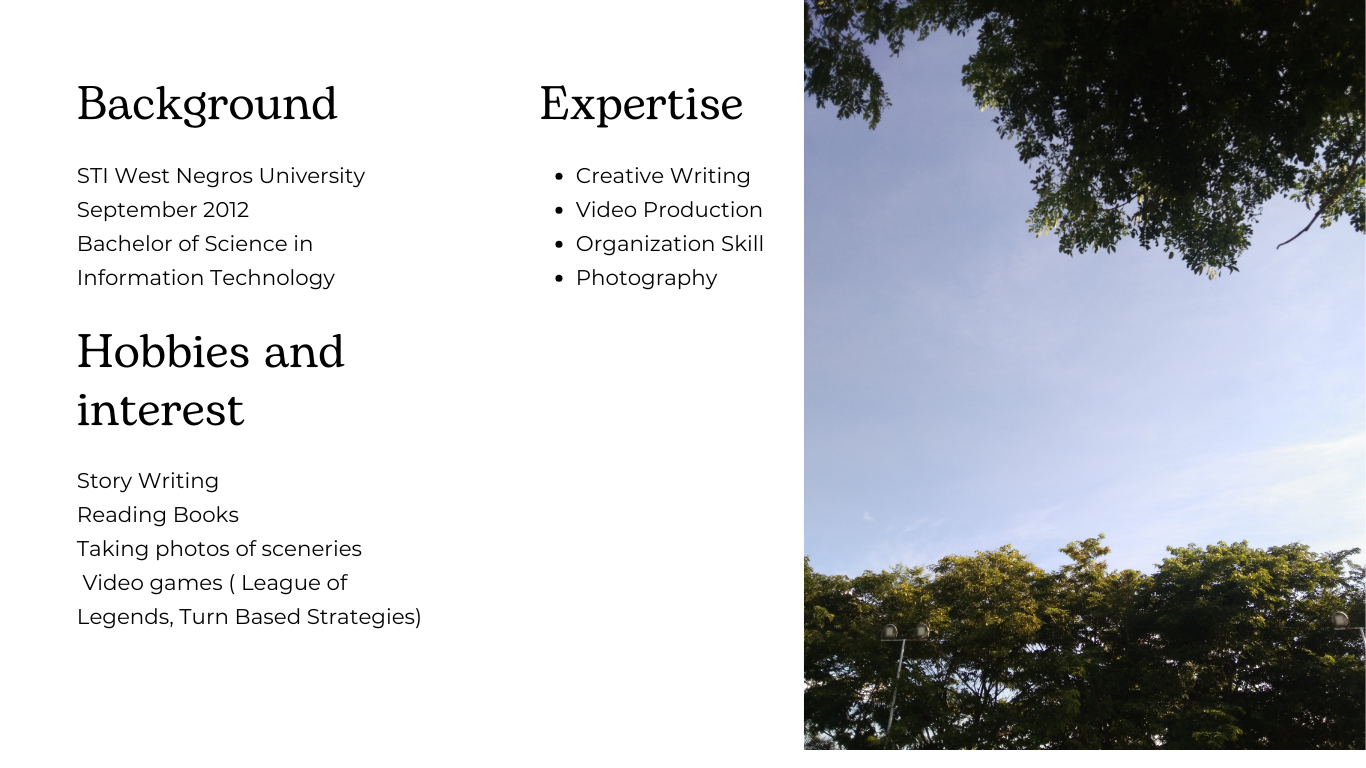 Background
STI West Negros University
September 2012
Bachelor of Science in
Information Technology
Hobbies and
interest
Story Writing
Reading Books
Taking photos of sceneries
Video games ( League of
Legends, Turn Based Strategies)
Expertise
• Creative Writing
• Video Production
• Organization Skill
• Photography